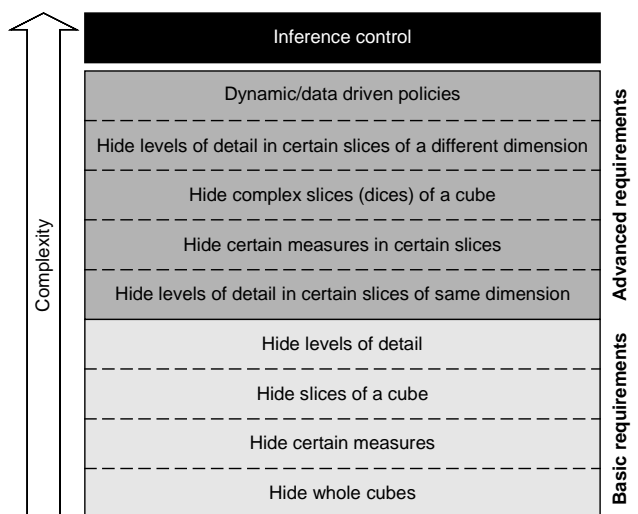 Inference control
Dynamic/data driven policies
Hide levels of detail in certain slices of a different dimension
Hide complex slices (dices) of a cube
Hide certain measures in certain slices
Hide levels of detail in certain slices of same dimension
Hide levels of detail
Hide slices of a cube
Hide certain measures
Hide whole cubes
Complexity
Advanced requirements
Basic requirements